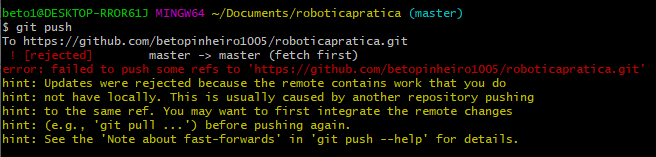 beto1@DESKTOP-RROR61J MINGW64 ~/Documents/roboticapratica (master)
$ git push
To https://github.com/betopinheiro1005/roboticapratica.git
 ! [rejected]        master -> master (fetch first)
error: failed to push some refs to 'https://github.com/betopinheiro1005/roboticapratica.git'
hint: Updates were rejected because the remote contains work that you do
hint: not have locally. This is usually caused by another repository pushing
hint: to the same ref. You may want to first integrate the remote changes
hint: (e.g., 'git pull ...') before pushing again.
hint: See the 'Note about fast-forwards' in 'git push --help' for details.